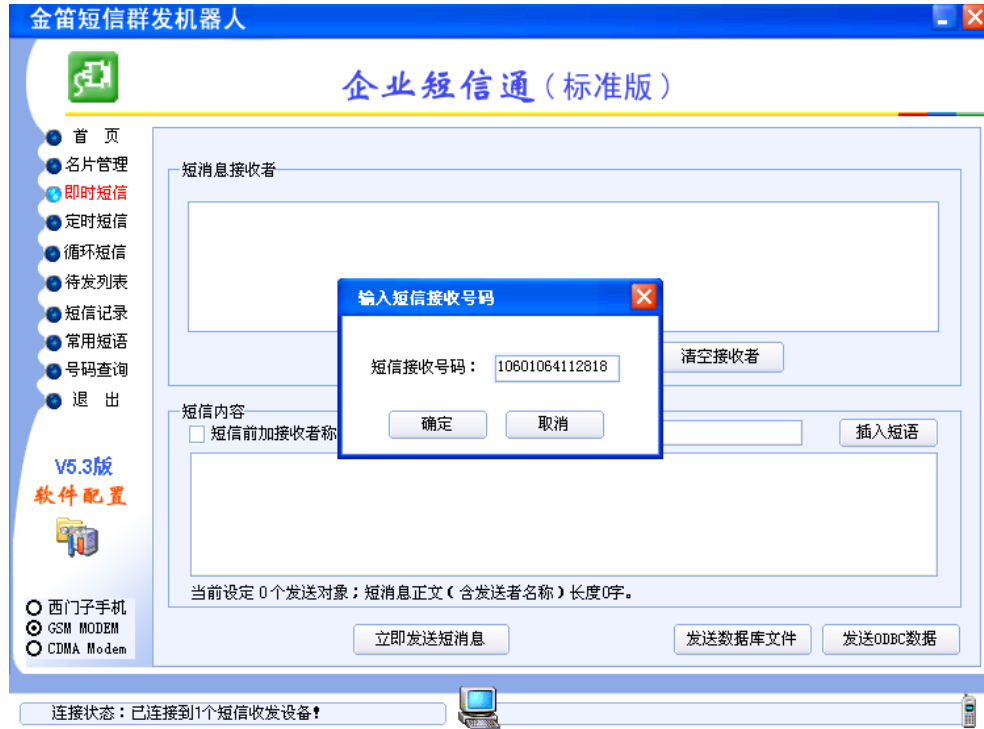 金笛短信群发机器人
企业短信通(标准版)
首 页
名片管理
即时短信
定时短信
循环短信
待发列表
短信记录
常用短语
号码查询
退 出
V5.3版
软件配置
西门子手机
GSM MODEM
CDMA Modem
短消息接收者
输入短信接收号码
短信接收号码: 10601064112818
确定 取消
清空接收者
短信内容
短信前加接收者称
插入短语
当前设定0个发送对象;短消息正文(含发送者名称)长度0字。
立即发送短消息 发送数据库文件 发送ODBC数据
连接状态:已连接到1个短信收发设备!